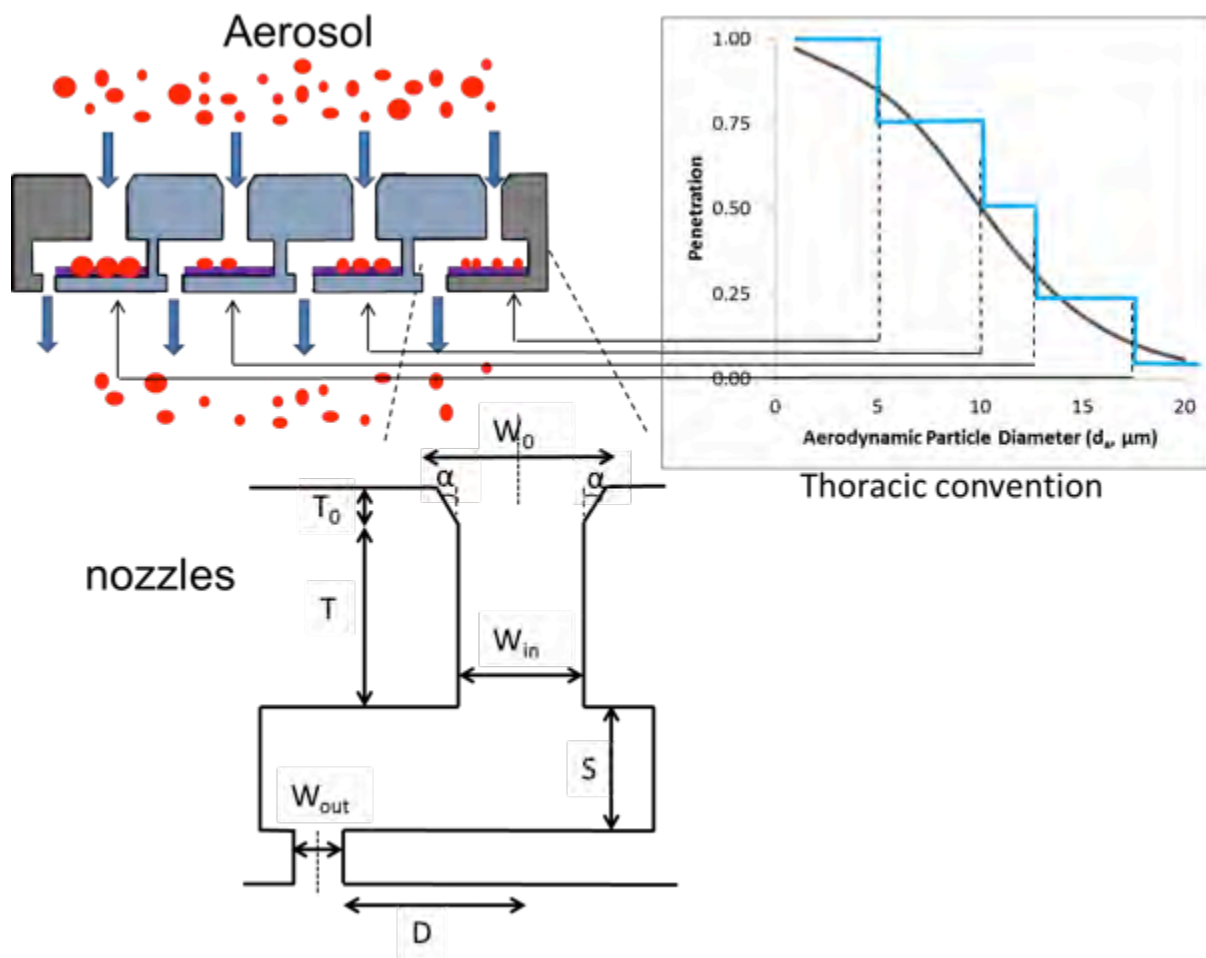 Aerosol
1.00
0.75
0.50
0.25
0.00
Penetration
0 5 10 15 20
Aerodynamic Particle Diameter (dₐ, µm)
Thoracic convention
W₀
α α
T₀
nozzles
T
Wᵢₙ
S
Wₒᵤₜ
D